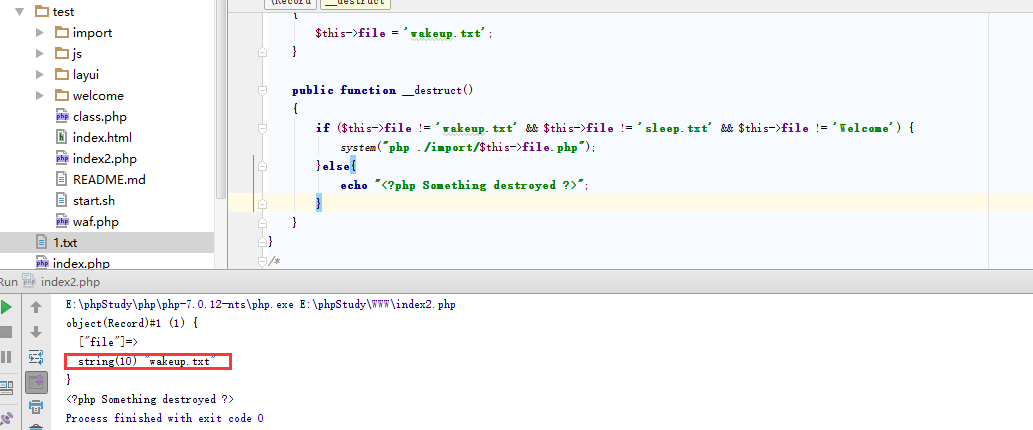 test
import
js
layui
welcome
class.php
index.html
index2.php
README.md
start.sh
waf.php
1.txt
index.php
\Record
__destruct
{
$this->file = 'wakeup.txt';
}
public function __destruct()
{
if ($this->file != 'wakeup.txt' && $this->file != 'sleep.txt' && $this->file != 'Welcome') {
system("php ./import/$this->file.php");
}else{
echo "<?php Something destroyed ?>";
}
}
}
/*
Run index2.php
E:\phpStudy\php\php-7.0.12-nts\php.exe E:\phpStudy\WWW\index2.php
object(Record)#1 (1) {
["file"]=>
string(10) "wakeup.txt"
}
<?php Something destroyed ?>
Process finished with exit code 0